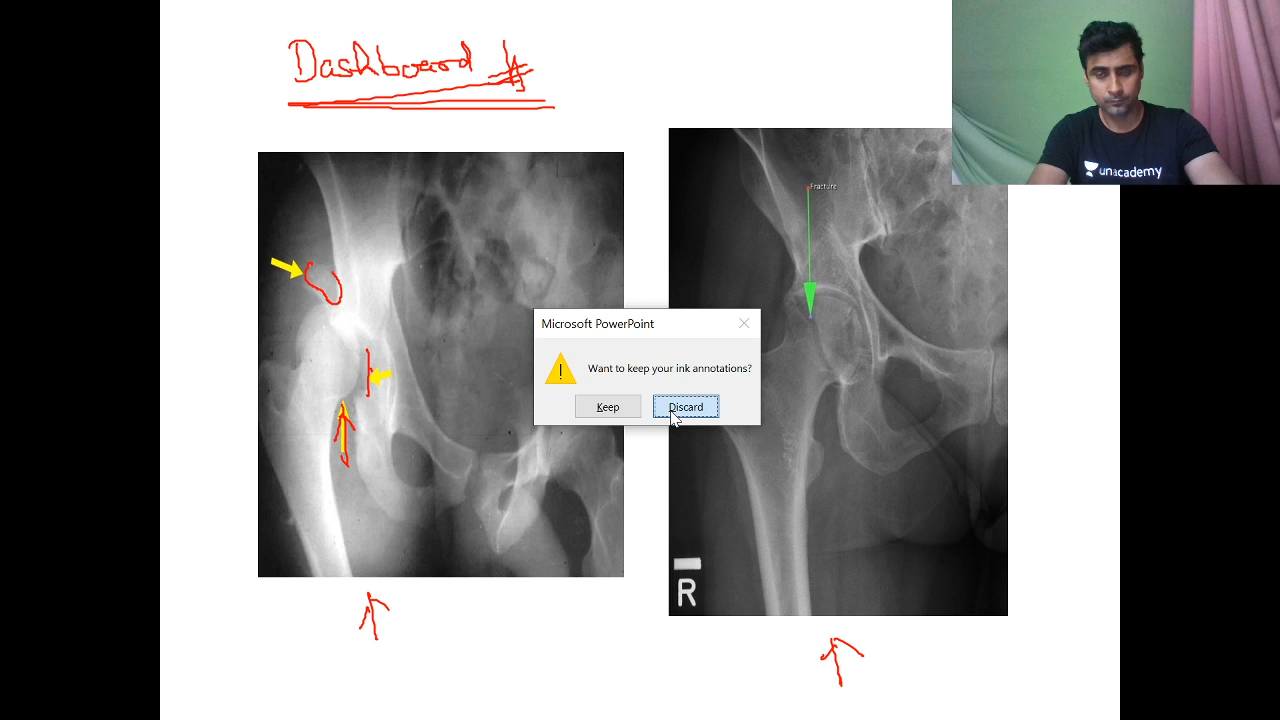 Dashboard #
unacademy
Fracture
Microsoft PowerPoint
Want to keep your ink annotations?
Keep
Discard
R